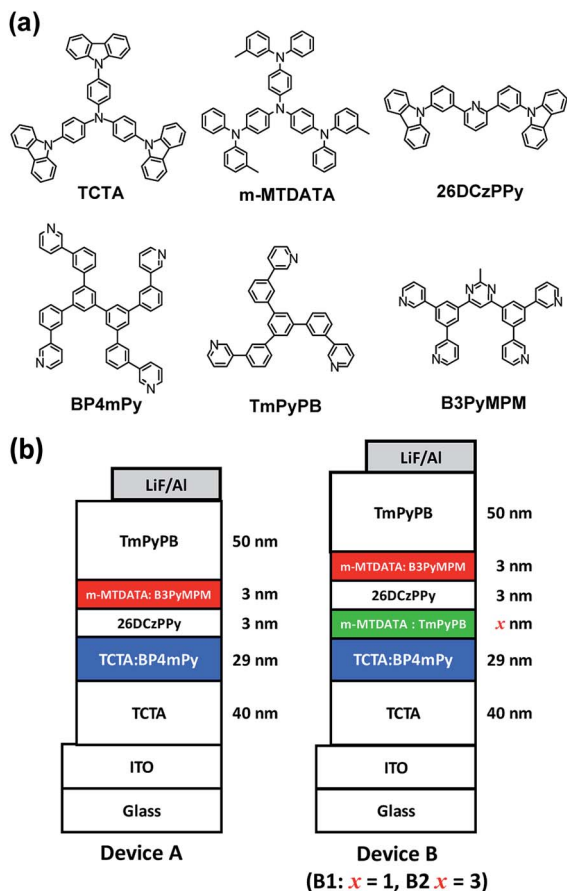 (a)
TCTA
m-MTDATA
26DCzPPy
BP4mPy
TmPyPB
B3PyMPM
(b)
LiF/Al
TmPyPB 50 nm
m-MTDATA: B3PyMPM 3 nm
26DCzPPy 3 nm
TCTA:BP4mPy 29 nm
TCTA 40 nm
ITO
Glass
Device A
LiF/Al
TmPyPB 50 nm
m-MTDATA: B3PyMPM 3 nm
26DCzPPy 3 nm
m-MTDATA : TmPyPB x nm
TCTA:BP4mPy 29 nm
TCTA 40 nm
ITO
Glass
Device B
(B1: x = 1, B2 x = 3)